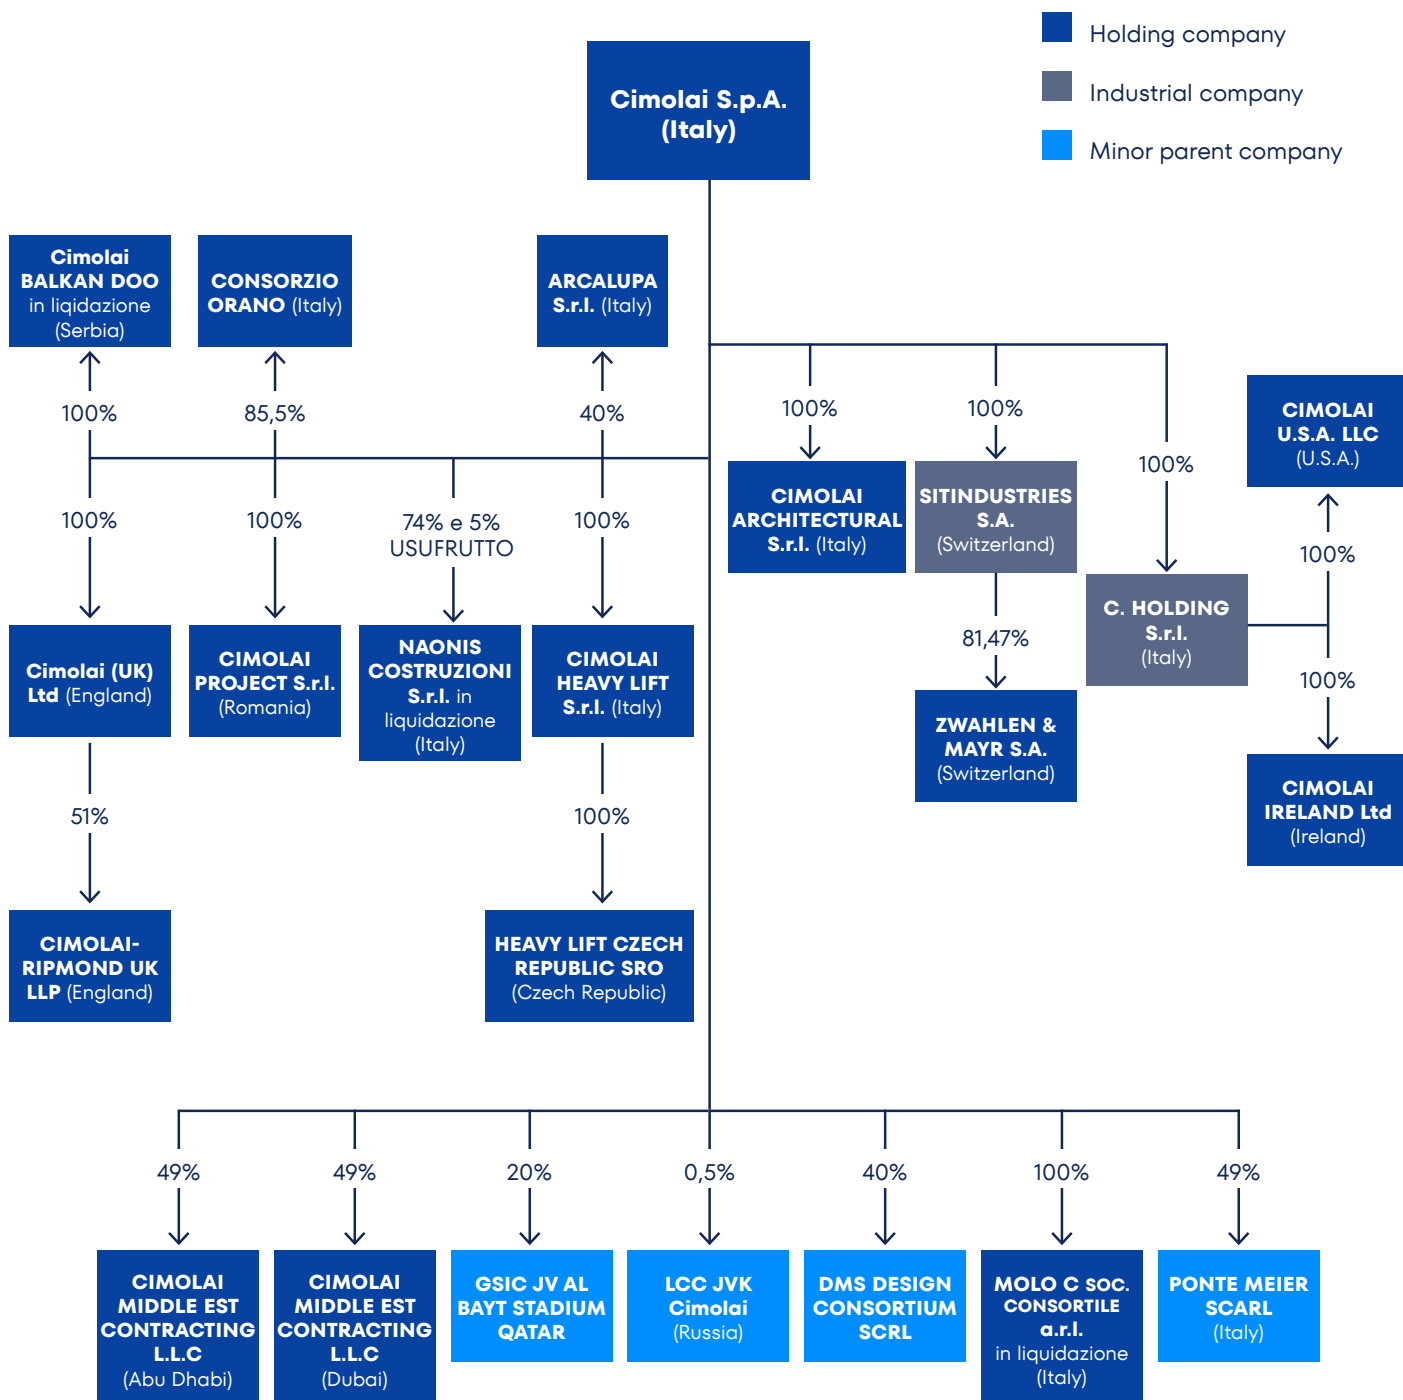 Holding company
Industrial company
Minor parent company
Cimolai S.p.A.
(Italy)
Cimolai
BALKAN DOO
in liqidazione
(Serbia)
CONSORZIO
ORANO (Italy)
ARCALUPA
S.r.l. (Italy)
100%
85,5%
40%
100%
100%
100%
CIMOLAI
U.S.A. LLC
(U.S.A.)
CIMOLAI
ARCHITECTURAL
S.r.l. (Italy)
SITINDUSTRIES
S.A.
(Switzerland)
100%
100%
74% e 5%
USUFRUTTO
100%
100%
C. HOLDING
S.r.l.
(Italy)
81,47%
100%
Cimolai (UK)
Ltd (England)
CIMOLAI
PROJECT S.r.l.
(Romania)
NAONIS
COSTRUZIONI
S.r.l. in
liquidazione
(Italy)
CIMOLAI
HEAVY LIFT
S.r.l. (Italy)
ZWAHLEN &
MAYR S.A.
(Switzerland)
CIMOLAI
IRELAND Ltd
(Ireland)
51%
100%
CIMOLAI-
RIPMOND UK
LLP (England)
HEAVY LIFT CZECH
REPUBLIC SRO
(Czech Republic)
49%
49%
20%
0,5%
40%
100%
49%
CIMOLAI
MIDDLE EST
CONTRACTING
L.L.C
(Abu Dhabi)
CIMOLAI
MIDDLE EST
CONTRACTING
L.L.C
(Dubai)
GSIC JV AL
BAYT STADIUM
QATAR
LCC JVK
Cimolai
(Russia)
DMS DESIGN
CONSORTIUM
SCRL
MOLO C SOC.
CONSORTILE
a.r.l.
in liquidazione
(Italy)
PONTE MEIER
SCARL
(Italy)